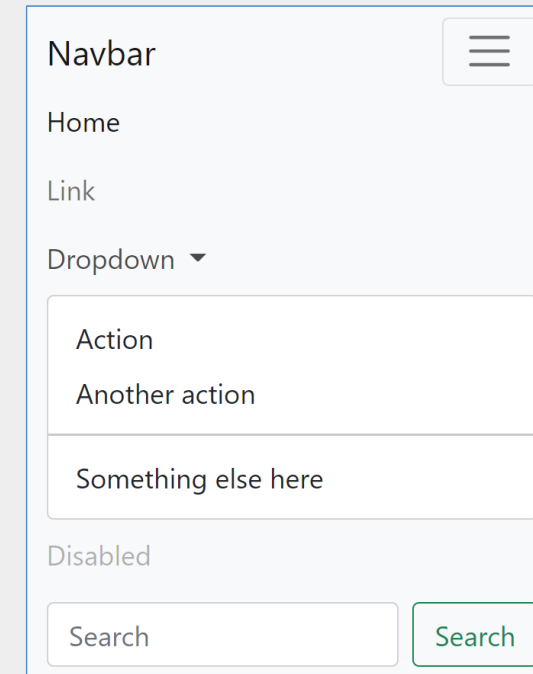 Navbar
Home
Link
Dropdown
Action
Another action
Something else here
Disabled
Search Search